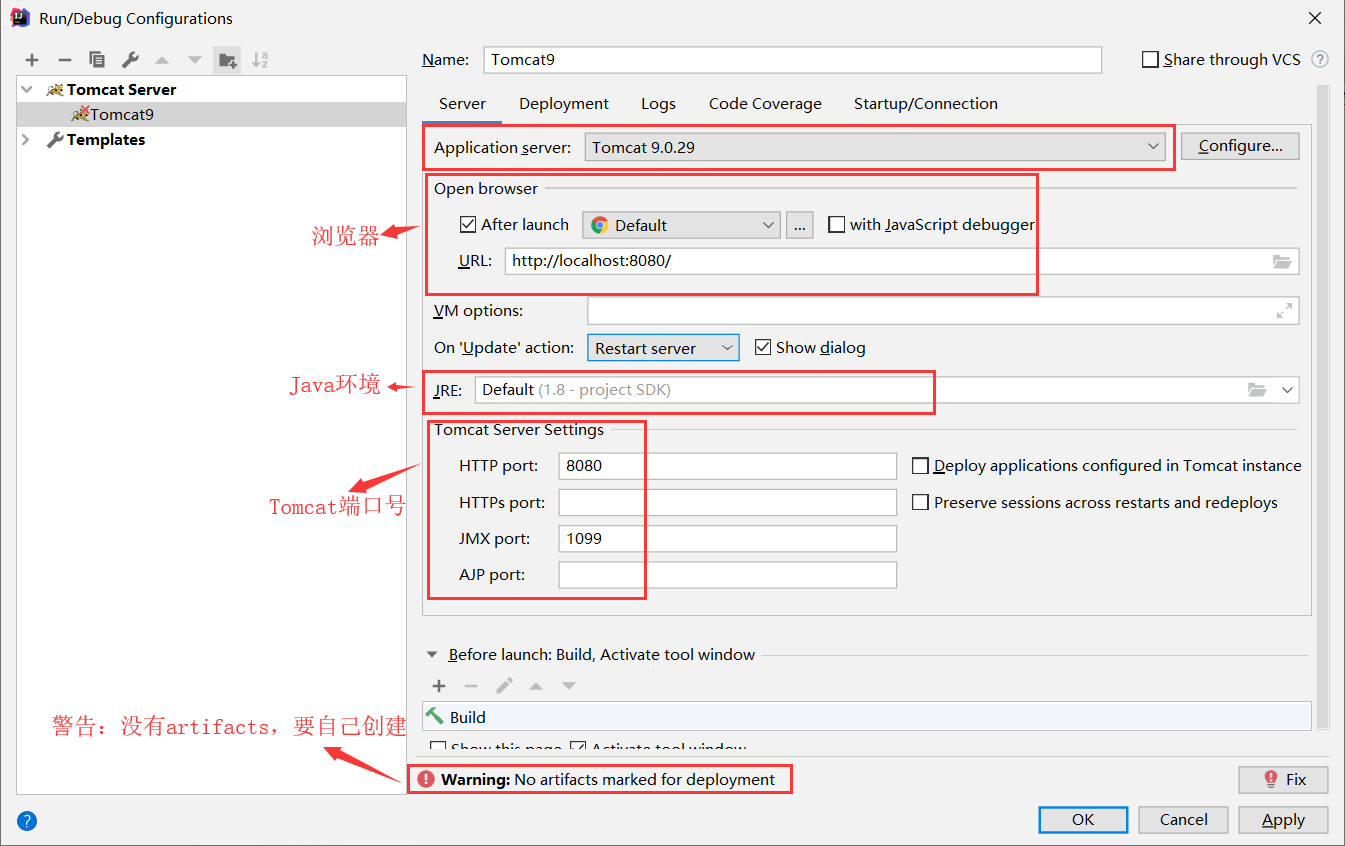 Run/Debug Configurations
Name: Tomcat9
Share through VCS
Tomcat Server
Tomcat9
Templates
Server Deployment Logs Code Coverage Startup/Connection
Application server: Tomcat 9.0.29 Configure...
Open browser
After launch Default ... with JavaScript debugger
浏览器
URL: http://localhost:8080/
VM options:
On 'Update' action: Restart server Show dialog
Java环境
JRE: Default (1.8 - project SDK)
Tomcat Server Settings
HTTP port: 8080 Deploy applications configured in Tomcat instance
Tomcat端口号
HTTPs port: Preserve sessions across restarts and redeploys
JMX port: 1099
AJP port:
Before launch: Build, Activate tool window
Build
警告：没有artifacts，要自己创建
Show this page Activate tool window
Warning: No artifacts marked for deployment Fix
? OK Cancel Apply